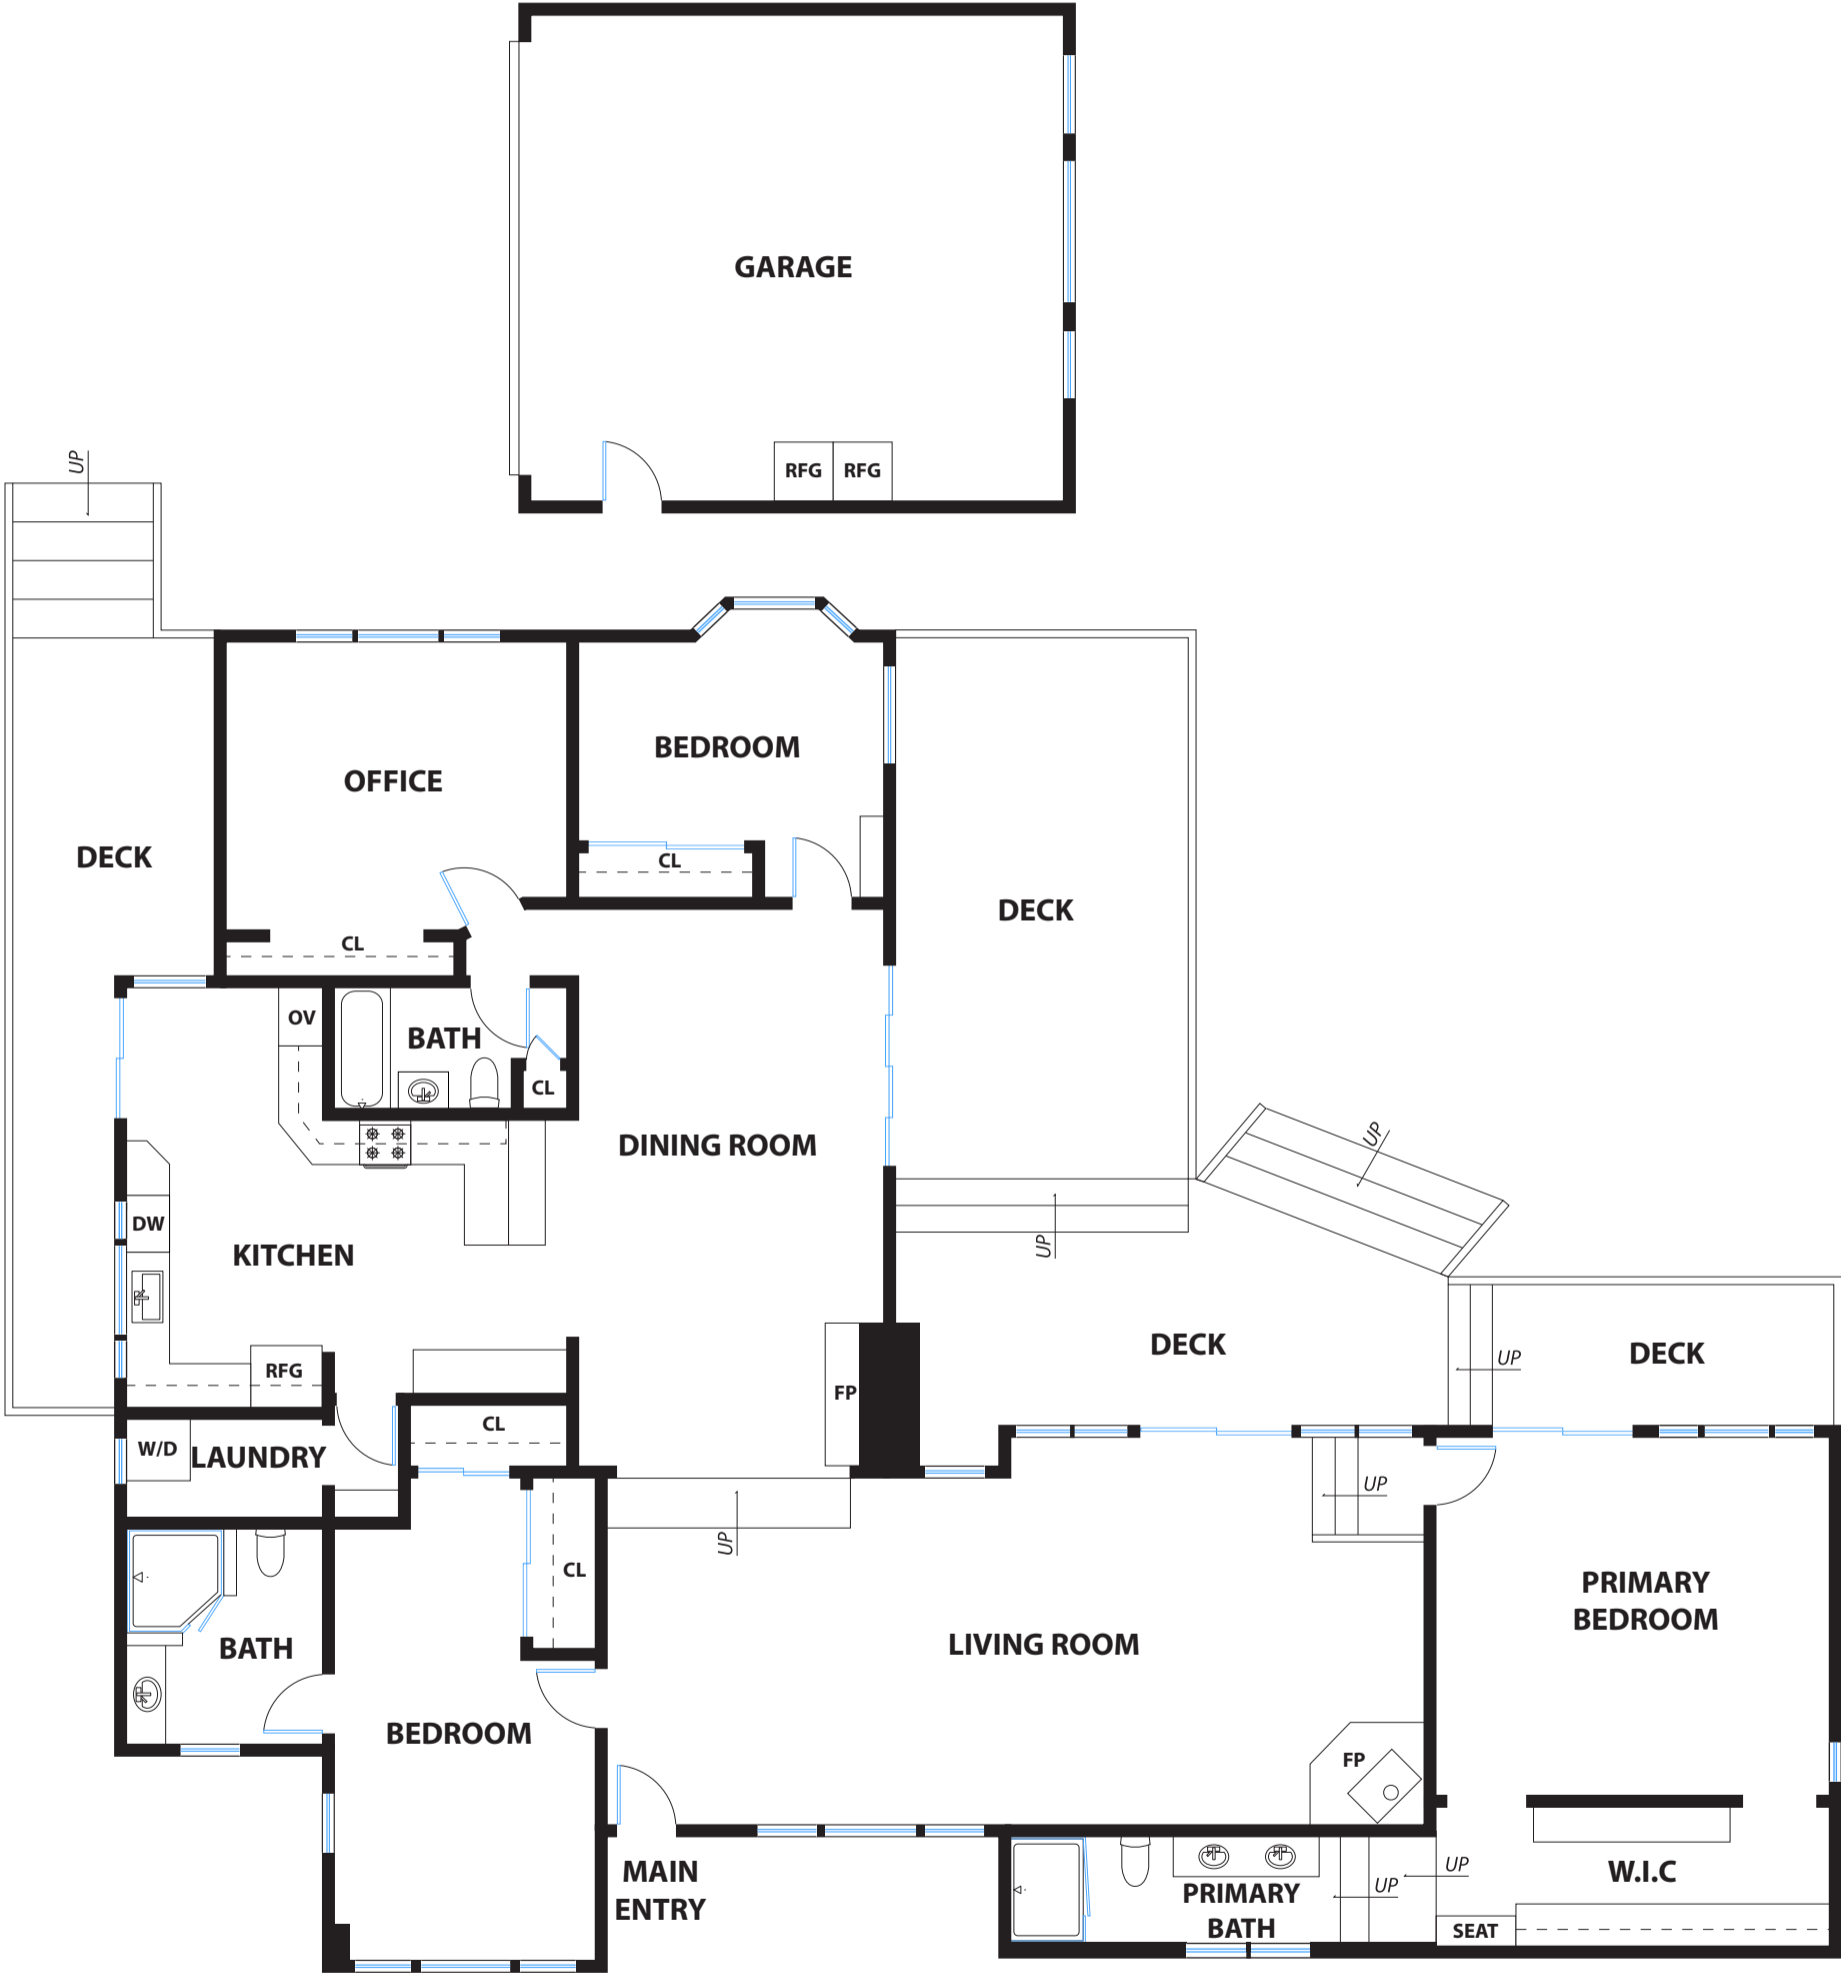 GARAGE
RFG RFG
UP
BEDROOM
OFFICE
DECK
CL
DECK
CL
OV
BATH
CL
DINING ROOM
UP
DW
KITCHEN
UP
DECK
DECK
UP
RFG
FP
CL
W/D
LAUNDRY
UP
UP
CL
PRIMARY
BEDROOM
BATH
LIVING ROOM
BEDROOM
FP
MAIN
ENTRY
UP
W.I.C
UP
PRIMARY
BATH
SEAT